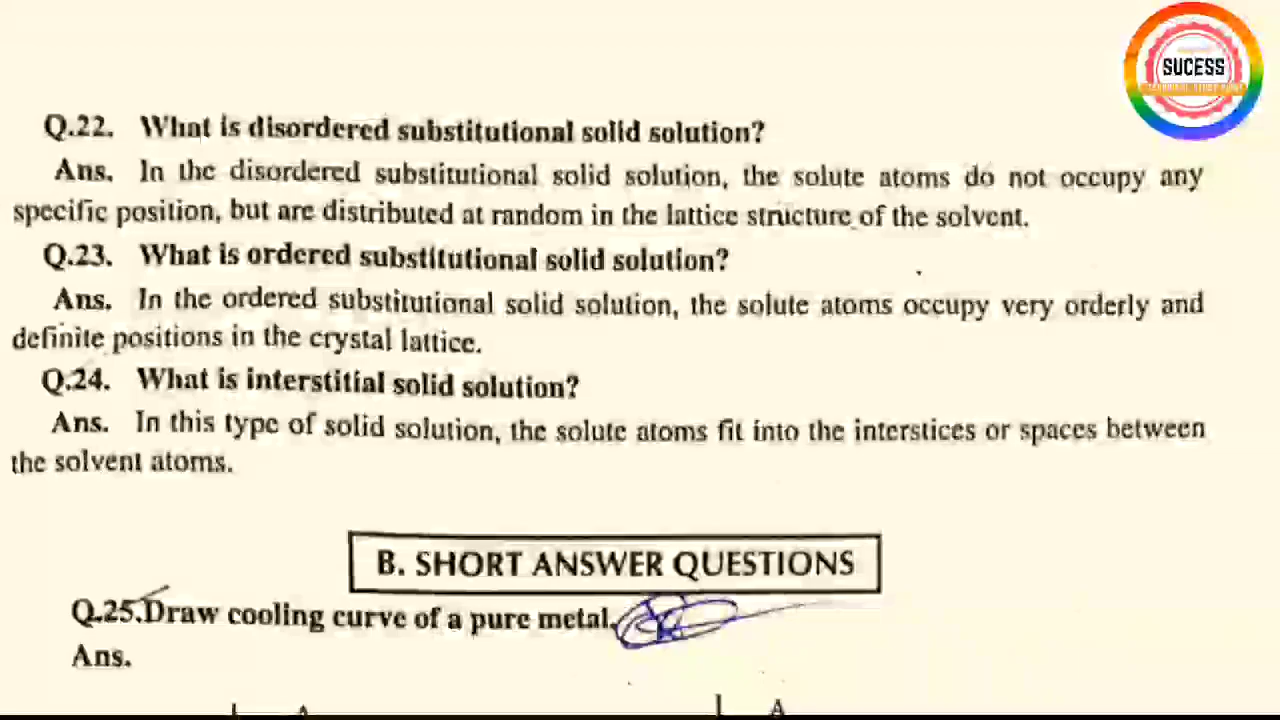 SUCESS
Q.22. What is disordered substitutional solid solution?
Ans. In the disordered substitutional solid solution, the solute atoms do not occupy any
specific position, but are distributed at random in the lattice structure of the solvent.
Q.23. What is ordered substitutional solid solution?
Ans. In the ordered substitutional solid solution, the solute atoms occupy very orderly and
definite positions in the crystal lattice.
Q.24. What is interstitial solid solution?
Ans. In this type of solid solution, the solute atoms fit into the interstices or spaces between
the solvent atoms.
B. SHORT ANSWER QUESTIONS
Q.25. Draw cooling curve of a pure metal.
Ans.
A A